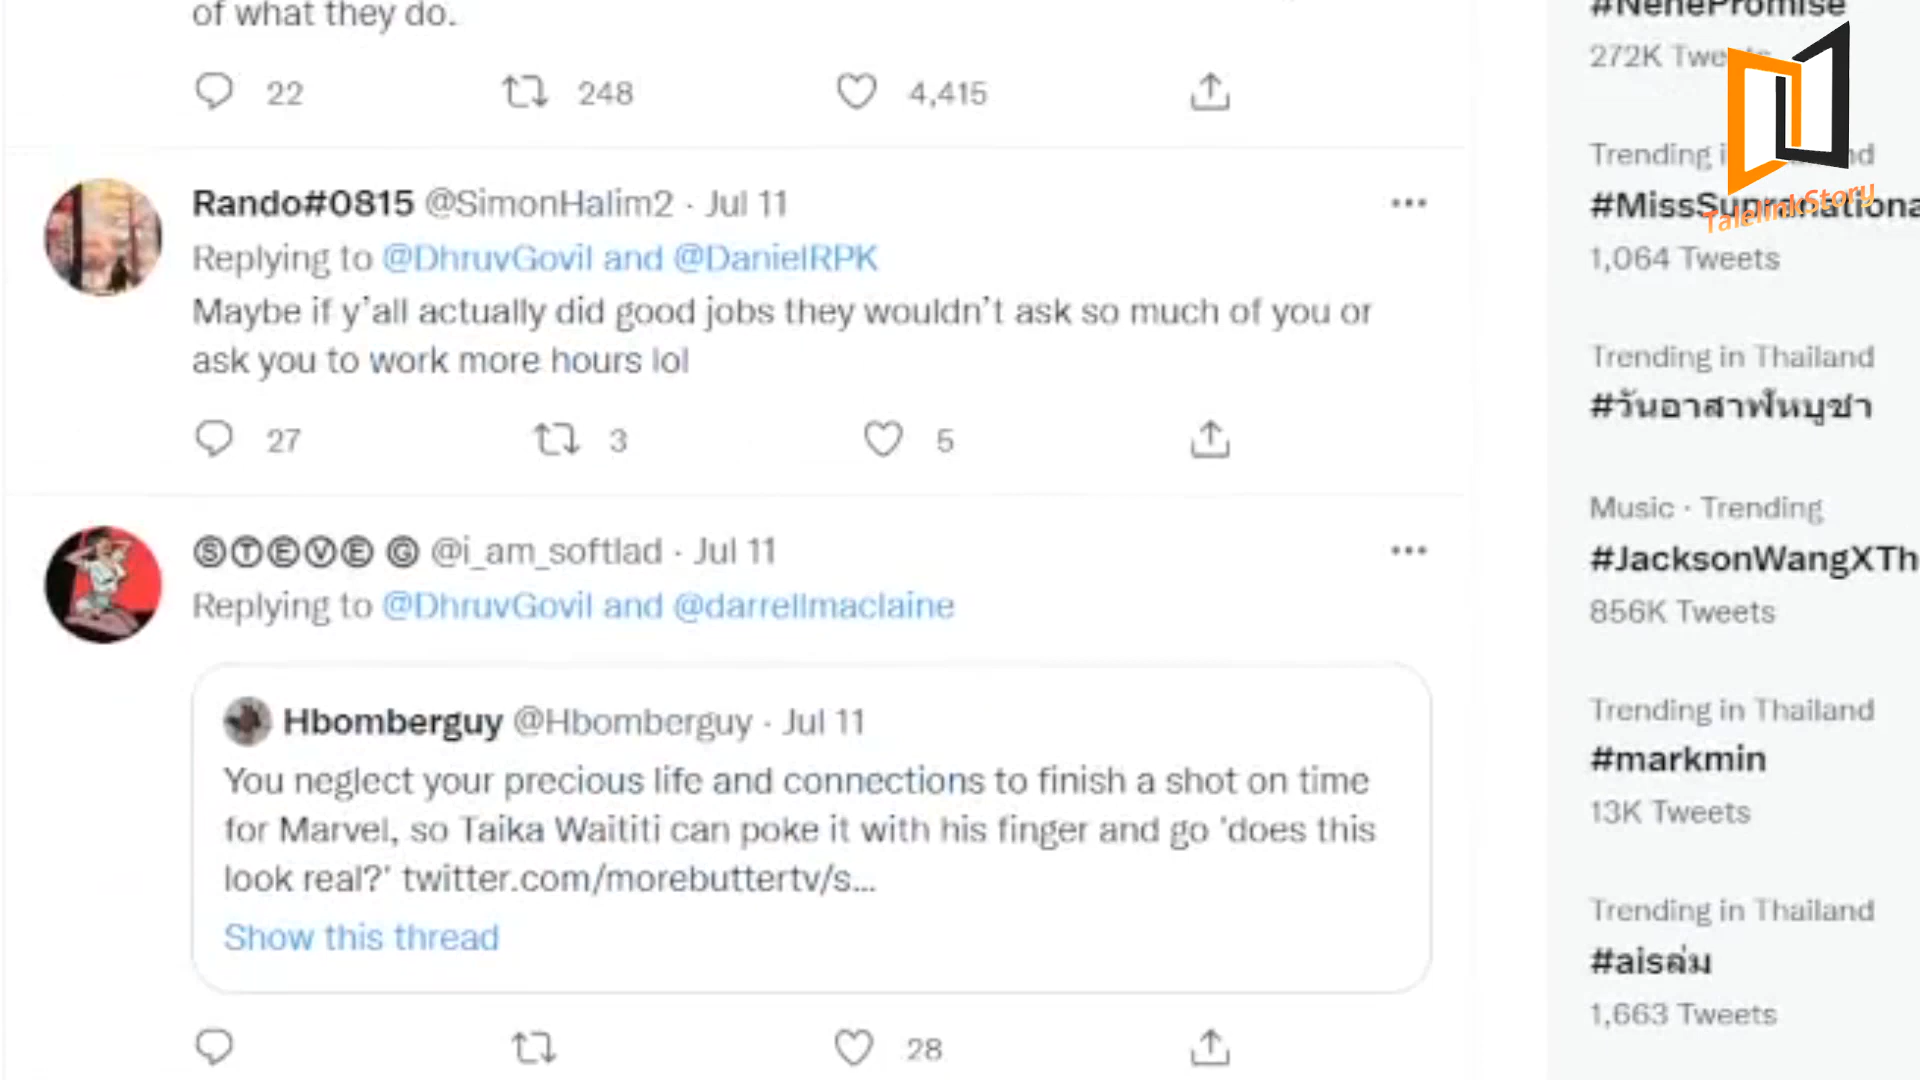 of what they do.
22 248 4,415
Rando#0815 @SimonHalim2 · Jul 11
Replying to @DhruvGovil and @DanielRPK
Maybe if y’all actually did good jobs they wouldn’t ask so much of you or
ask you to work more hours lol
27 3 5
ⓈⓉⒺⓋⒺ Ⓖ @i_am_softlad · Jul 11
Replying to @DhruvGovil and @darrellmaclaine
Hbomberguy @Hbomberguy · Jul 11
You neglect your precious life and connections to finish a shot on time
for Marvel, so Taika Waititi can poke it with his finger and go 'does this
look real?' twitter.com/morebuttertv/s...
Show this thread
28
#NenePromise
272K Tweets
Trending in Thailand
#MissSupranational
1,064 Tweets
TalelinkStory
Trending in Thailand
#วันอาสาฬหบูชา
Music · Trending
#JacksonWangXTh
856K Tweets
Trending in Thailand
#markmin
13K Tweets
Trending in Thailand
#aisล่ม
1,663 Tweets